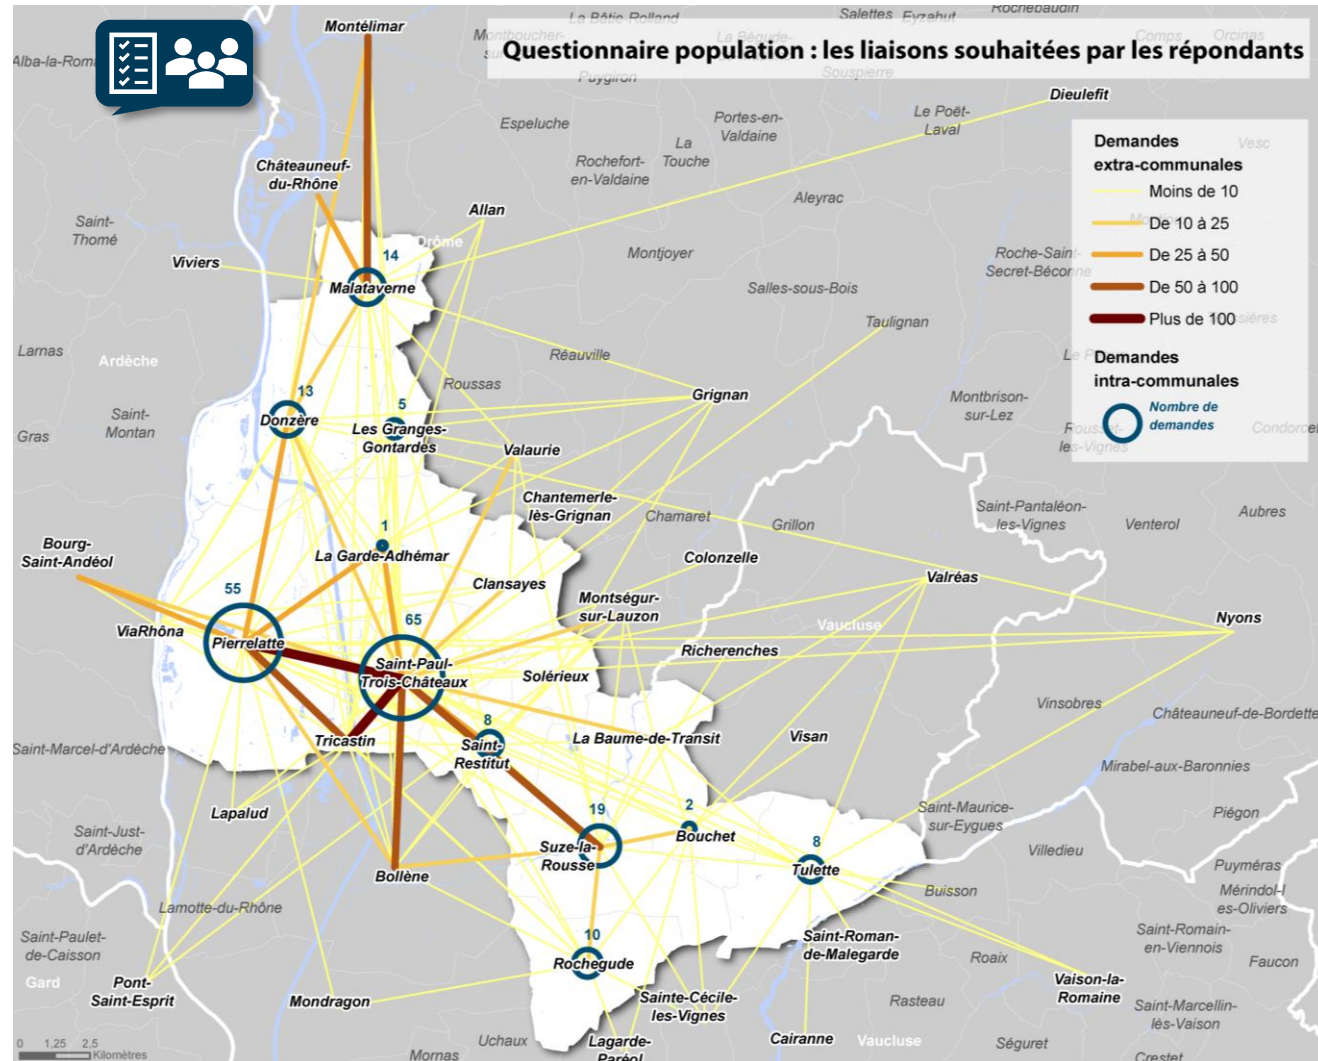 La Bâtie-Rolland
Salettes
Eyzahut
Rochebaudin
Montélimar
Questionnaire population : les liaisons souhaitées par les répondants
Puygiron
Souspierre
Comps
Orcinas
Dieulefit
Espeluche
Portes-en-
Valdaine
Le Poët-
Laval
La
Touche
Rochefort-
en-Valdaine
Châteauneuf-
du-Rhône
Aleyrac
Allan
Saint-
Thomé
Drôme
Viviers
14
Malataverne
Montjoyer
Roche-Saint-
Secret-Béconne
Salles-sous-Bois
Taulignan
Demandes
extra-communales
Moins de 10
De 10 à 25
De 25 à 50
De 50 à 100
Plus de 100
Demandes
intra-communales
Nombre de
demandes
Vesc
Larnas
Ardèche
Réauville
Roussas
Grignan
Montbrison-
sur-Lez
Rousset-
les-Vignes
Condorcet
Saint-
Montan
Gras
13
Donzère
5
Les Granges-
Gontardes
Valaurie
Chantemerle-
lès-Grignan
Chamaret
Grillon
Saint-Pantaléon-
les-Vignes
Venterol
Aubres
Bourg-
Saint-Andéol
1
La Garde-Adhémar
Colonzelle
Clansayes
Montségur-
sur-Lauzon
Valréas
Nyons
55
Pierrelatte
ViaRhôna
65
Saint-Paul-
Trois-Châteaux
Vaucluse
Richerenches
Solérieux
Vinsobres
Châteauneuf-de-Bordette
Saint-Marcel-d'Ardèche
Tricastin
8
Saint-
Restitut
La Baume-de-Transit
Visan
Mirabel-aux-Baronnies
Lapalud
19
Suze-la-
Rousse
2
Bouchet
Saint-Maurice-
sur-Eygues
Piégon
Saint-Just-
d'Ardèche
8
Tulette
Villedieu
Puyméras
Bollène
Buisson
Mérindol-l
es-Oliviers
Lamotte-du-Rhône
10
Rochegude
Saint-Roman-
de-Malegarde
Saint-Romain-
en-Viennois
Saint-Paulet-
de-Caisson
Roaix
Faucon
Gard
Pont-
Saint-Esprit
Mondragon
Sainte-Cécile-
les-Vignes
Vaison-la-
Romaine
Rasteau
Saint-Marcellin-
lès-Vaison
Uchaux
Lagarde-
Paréol
Cairanne
Vaucluse
Séguret
Mornas
Crestet
0 1,25 2,5
Kilomètres